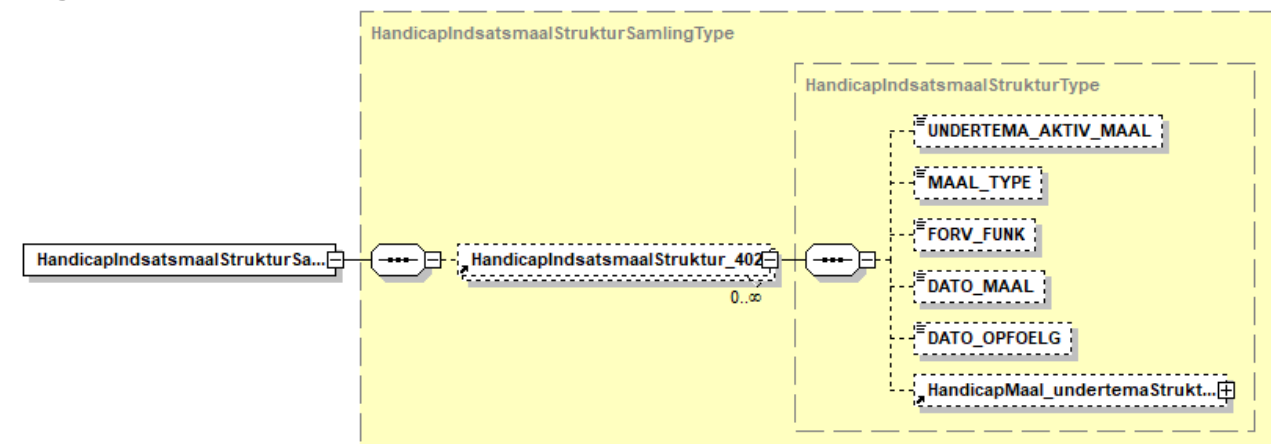 HandicapIndsatsmaalStrukturSamlingType
HandicapIndsatsmaalStrukturType
UNDERTEMA_AKTIV_MAAL
MAAL_TYPE
FORV_FUNK
HandicapIndsatsmaalStrukturSa...
HandicapIndsatsmaalStruktur_402
0..∞
DATO_MAAL
DATO_OPFOELG
HandicapMaal_undertemaStrukt...